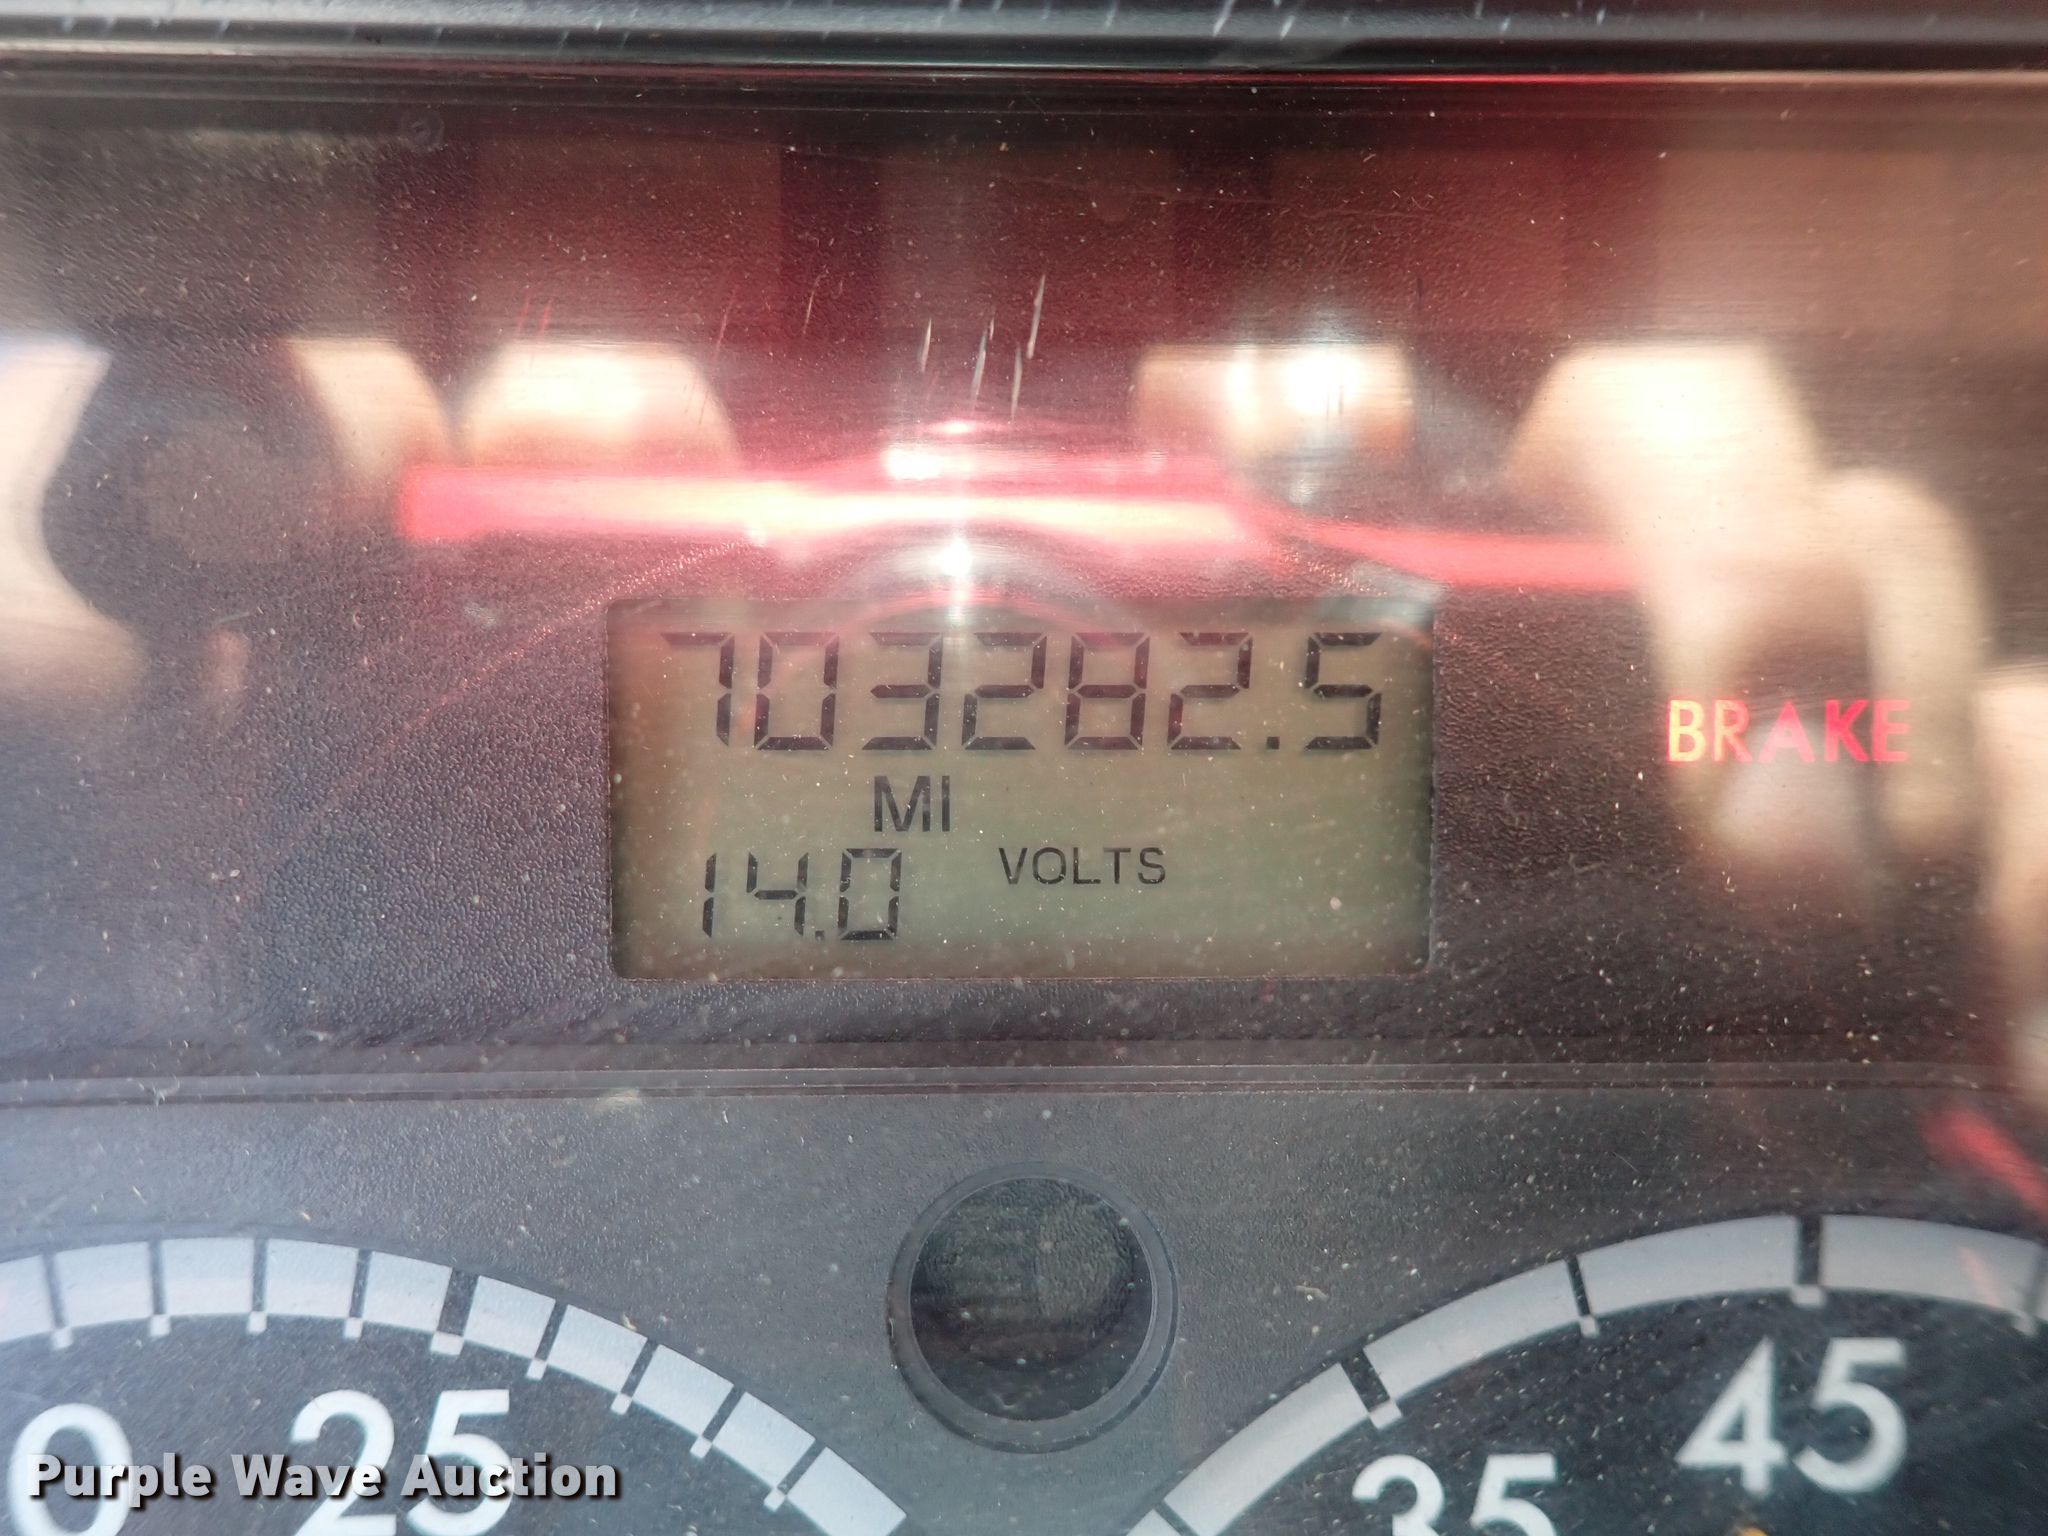 703282.5
BRAKE
MI
14.0 VOLTS
25
45
35
Purple Wave Auction